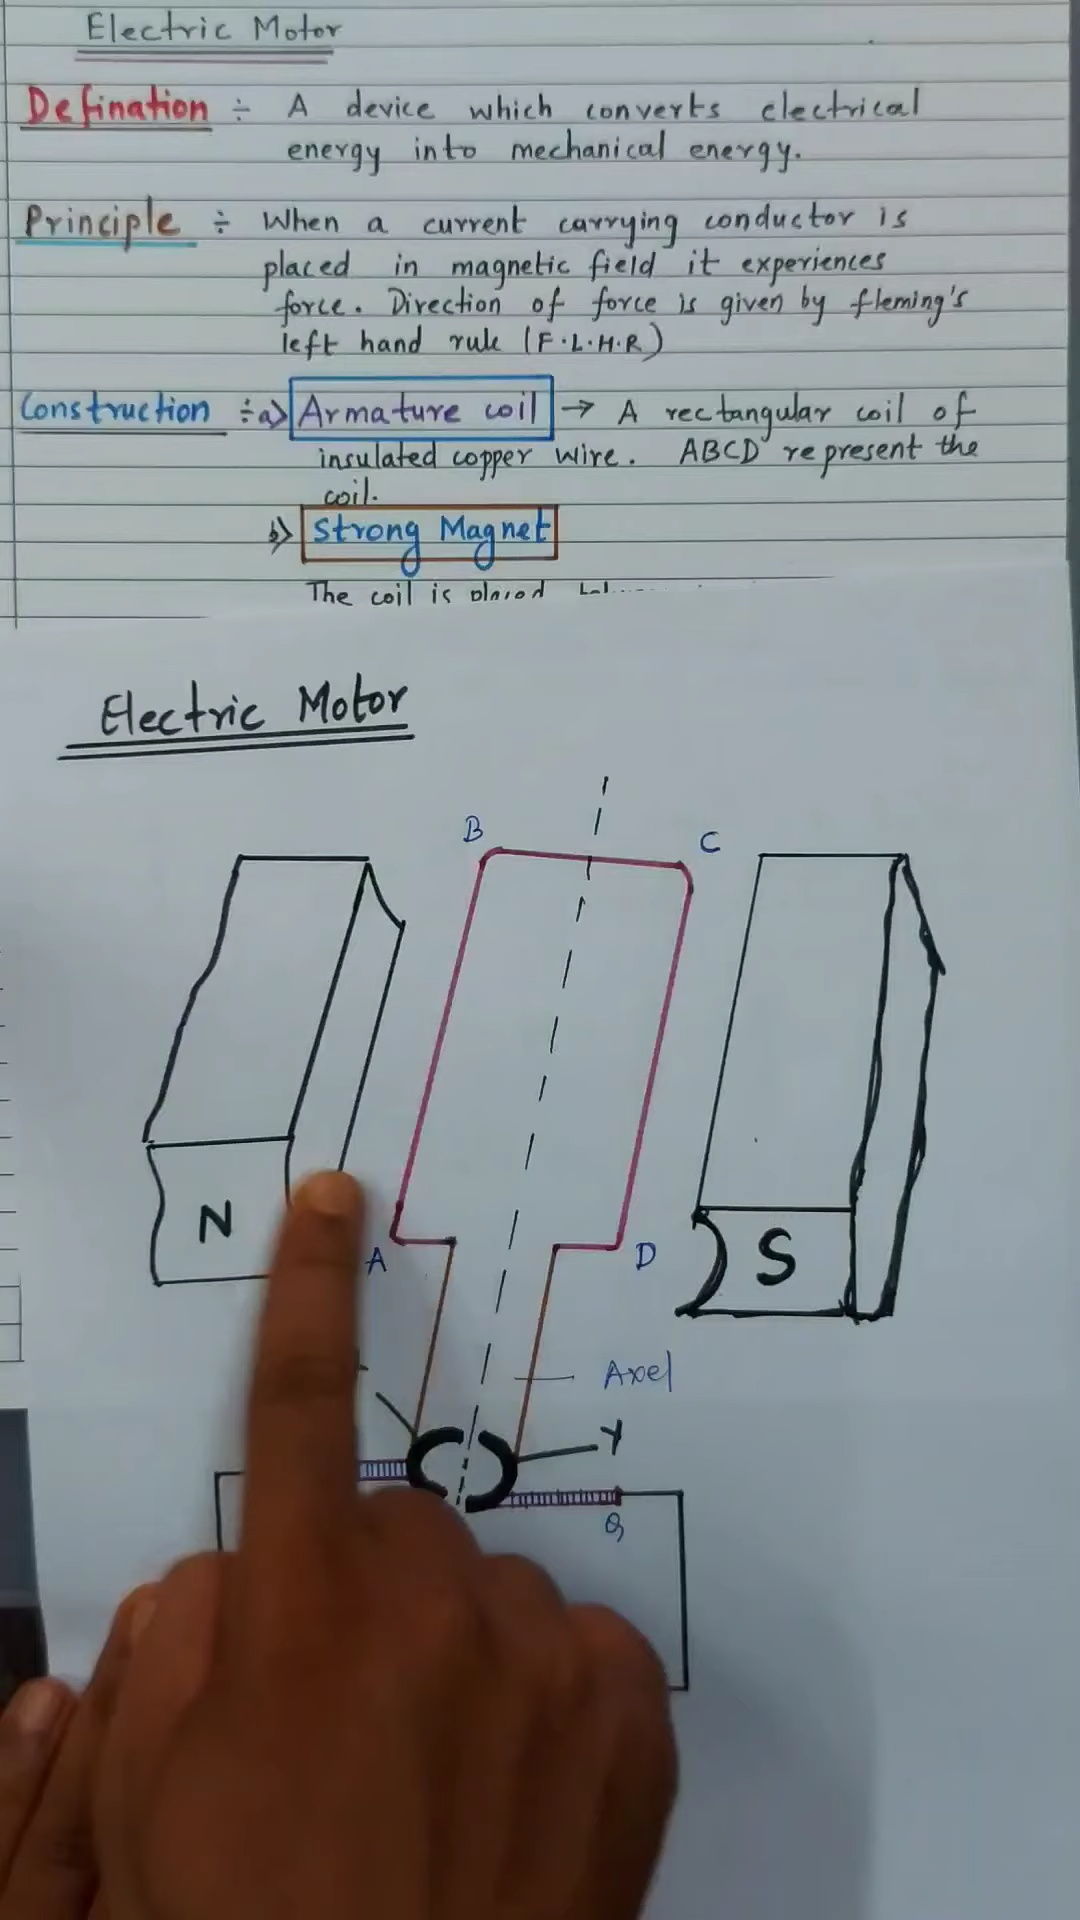 Electric Motor
Defination ÷ A device which converts electrical
energy into mechanical energy.
Principle ÷ When a current carrying conductor is
placed in magnetic field it experiences
force. Direction of force is given by fleming's
left hand rule (F.L.H.R)
Construction ÷ a) Armature coil → A rectangular coil of
insulated copper wire. ABCD represent the
coil.
b) Strong Magnet
The coil is placed
Electric Motor
B
C
N
A
D
S
Axel
Y
Q